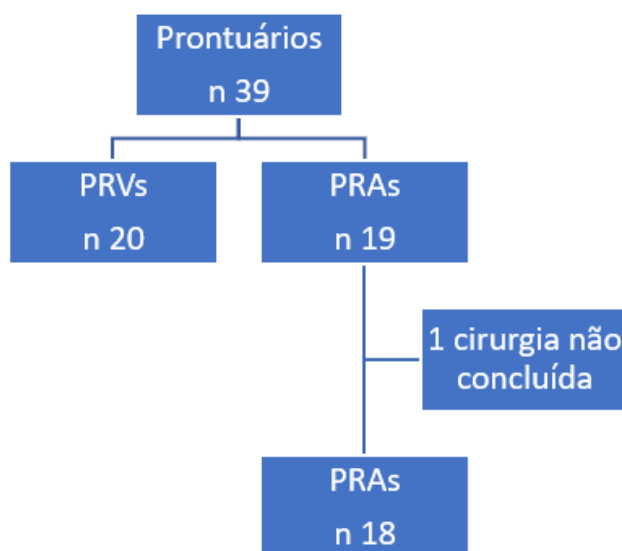 Prontuários
n 39
PRVs
n 20
PRAs
n 19
1 cirurgia não
concluída
PRAs
n 18